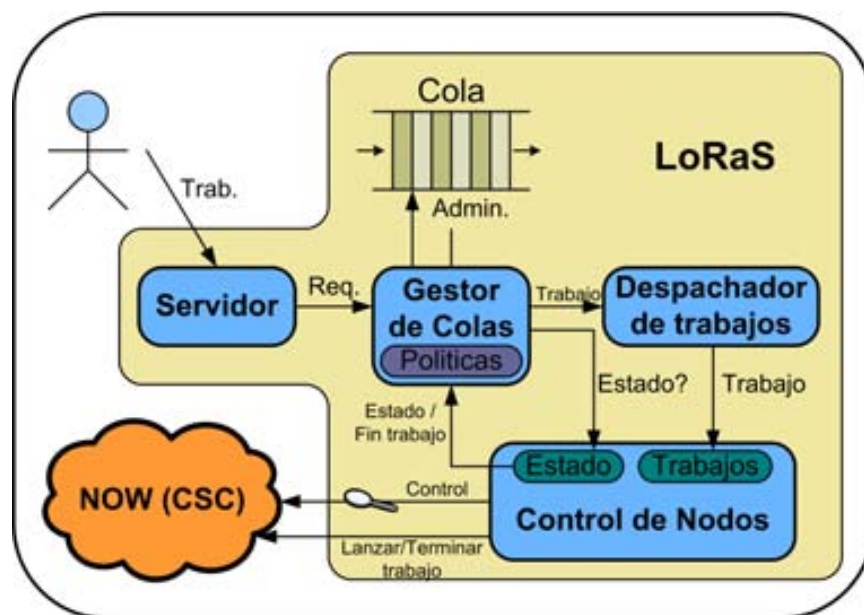 Cola
LoRaS
Trab.
Admin.
Servidor
Req.
Gestor
de Colas
Politicas
Trabajo
Despachador
de trabajos
Estado?
Trabajo
Estado /
Fin trabajo
Estado
Trabajos
Control de Nodos
NOW (CSC)
Control
Lanzar/Terminar
trabajo